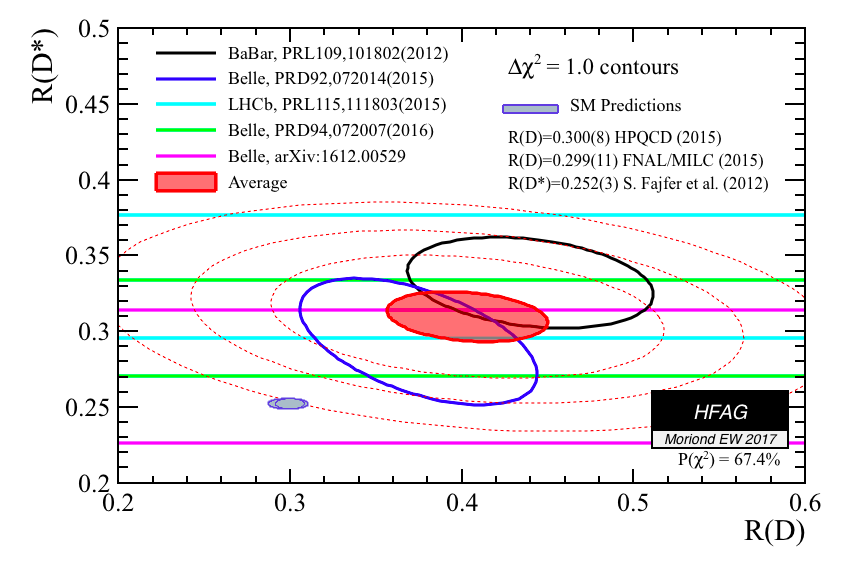 R(D*)
0.5
0.45
0.4
0.35
0.3
0.25
0.2
BaBar, PRL109,101802(2012)
Belle, PRD92,072014(2015)
LHCb, PRL115,111803(2015)
Belle, PRD94,072007(2016)
Belle, arXiv:1612.00529
Average
Δχ² = 1.0 contours
SM Predictions
R(D)=0.300(8) HPQCD (2015)
R(D)=0.299(11) FNAL/MILC (2015)
R(D*)=0.252(3) S. Fajfer et al. (2012)
HFAG
Moriond EW 2017
P(χ²) = 67.4%
0.2 0.3 0.4 0.5 0.6
R(D)